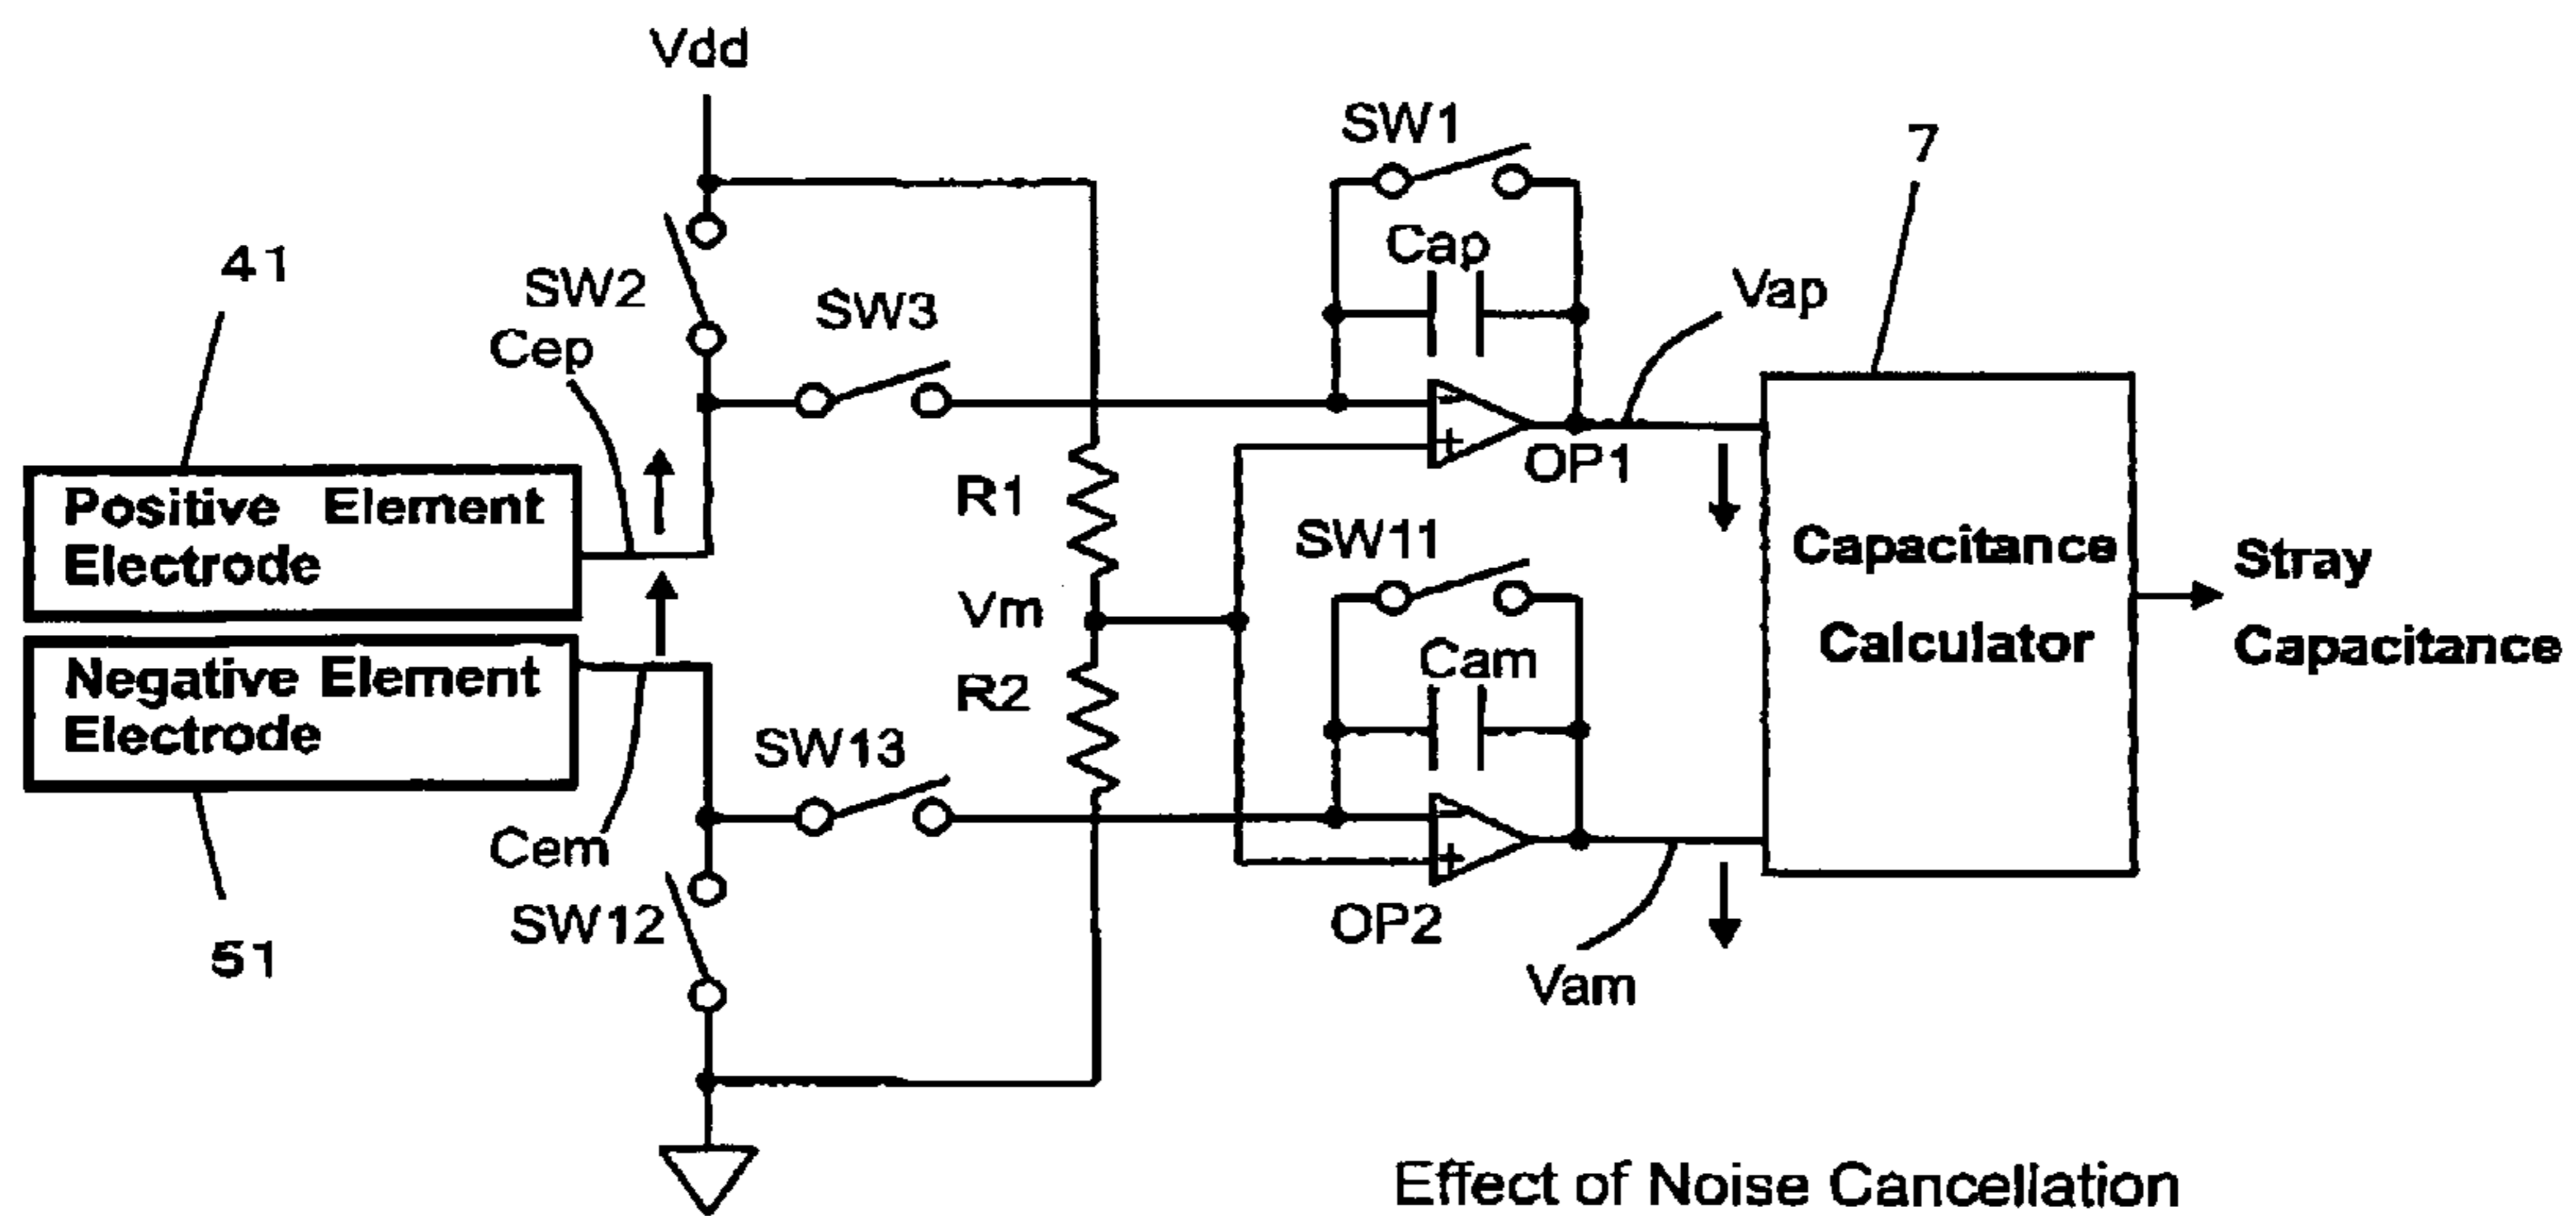 Vdd
SW1
7
41
Cap
SW2
SW3
Vap
Cep
Positive Element
Electrode
R1
OP1
SW11
Capacitance
Calculator
Stray
Capacitance
Vm
Negative Element
Electrode
R2
Cam
SW13
Cem
SW12
OP2
51
Vam
Effect of Noise Cancellation